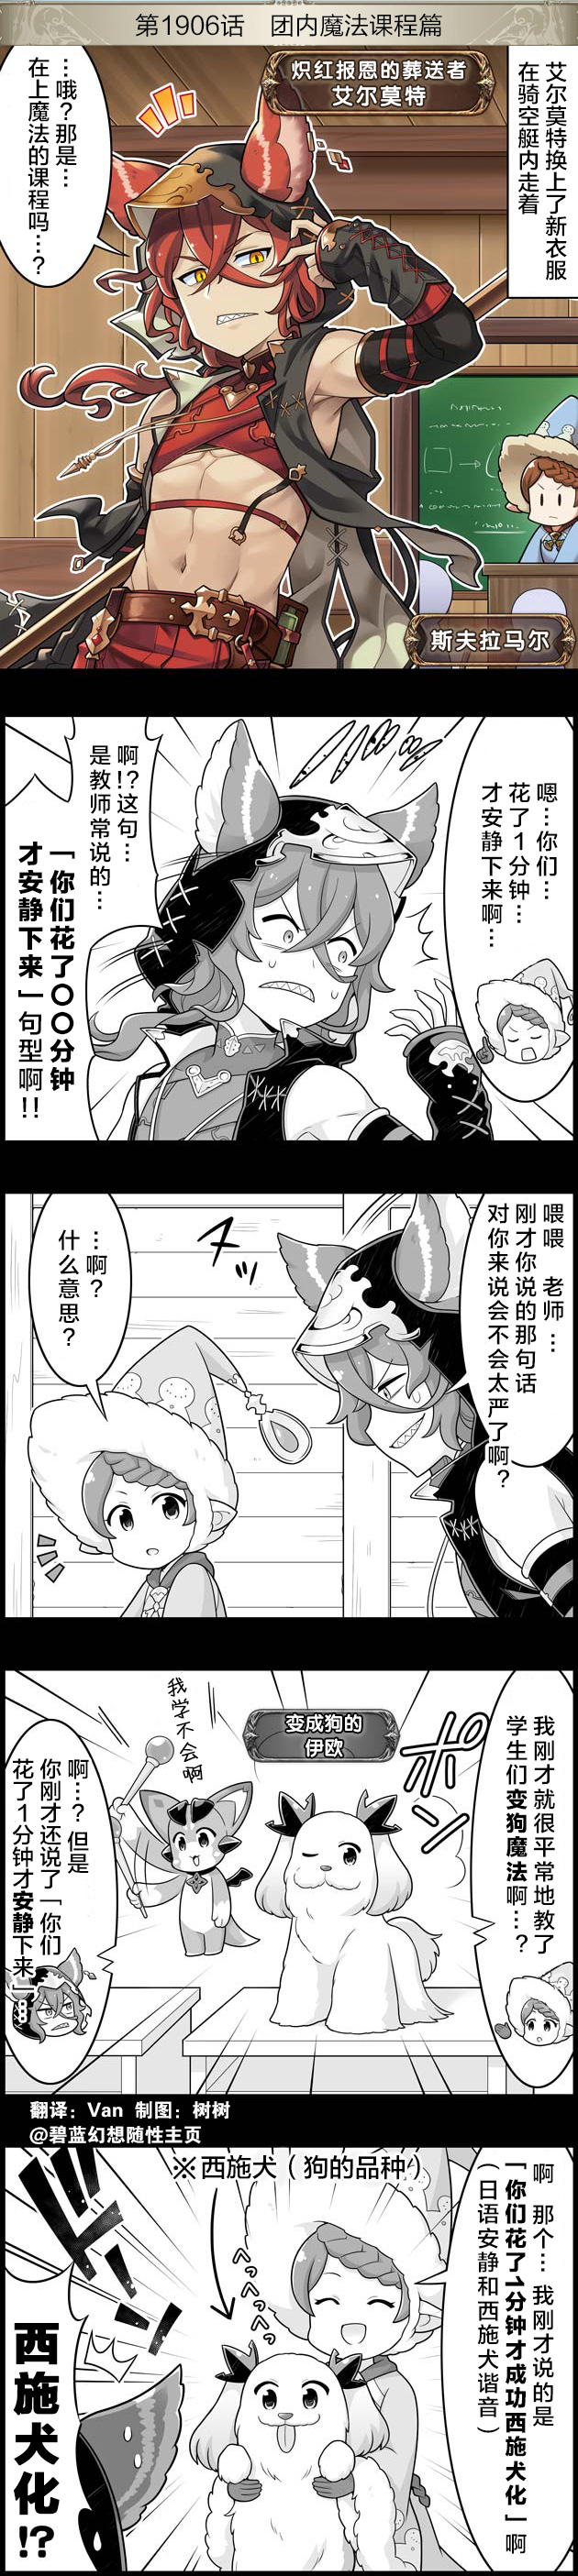 第1906话　团内魔法课程篇
艾尔莫特换上了新衣服
在骑空艇内走着
炽红报恩的葬送者
艾尔莫特
…哦？那是…
在上魔法的课程吗…？
斯夫拉马尔
嗯…你们…
花了1分钟…
才安静下来啊…
啊!?这句…
是教师常说的…
「你们花了〇〇分钟
才安静下来」句型啊!!
喂喂 老师…
刚才你说的那句话
对你来说会不会太严了啊？
スッ
…啊？
什么意思？
我刚才就很平常地教了
学生们变狗魔法啊…？
ポンッ
变成狗的
伊欧
我学不会啊
啊…？但是
你刚才还说了「你们
花了1分钟才安静下来」…
翻译：Van 制图：树树
@碧蓝幻想随性主页
※西施犬（狗的品种）
啊 那个…我刚才说的是
「你们花了1分钟才成功西施犬化」啊
（日语安静和西施犬谐音）
へっへっへっ
西施犬化!?